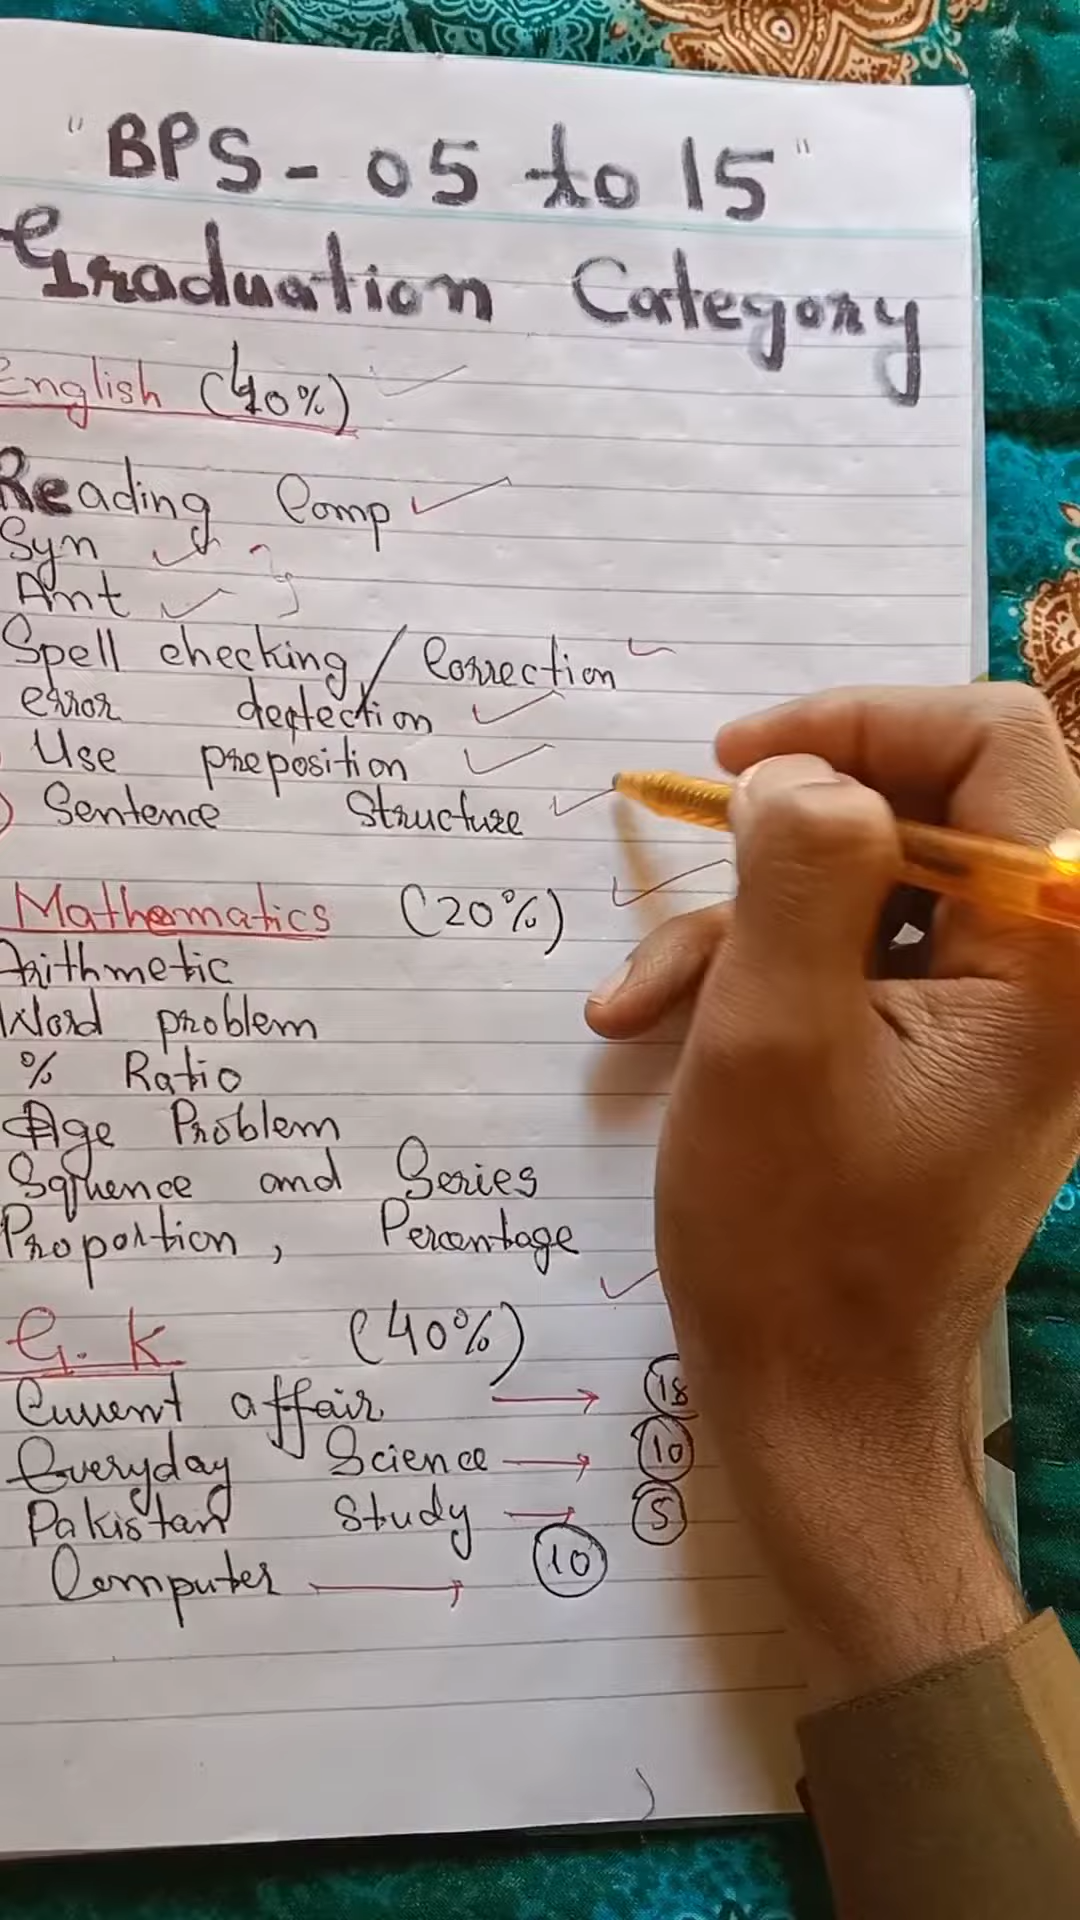 "BPS - 05 to 15"
Graduation Category
English (40%)
Reading Comp
Syn
Ant
Spell checking / Correction
error detection
Use preposition
Sentence Structure
Mathematics (20%)
Arithmetic
Word problem
% Ratio
Age Problem
Squence and Series
Proportion, Percentage
G.k (40%)
Current affair → 18
Everyday Science → 10
Pakistan Study → 5
Computer → 10